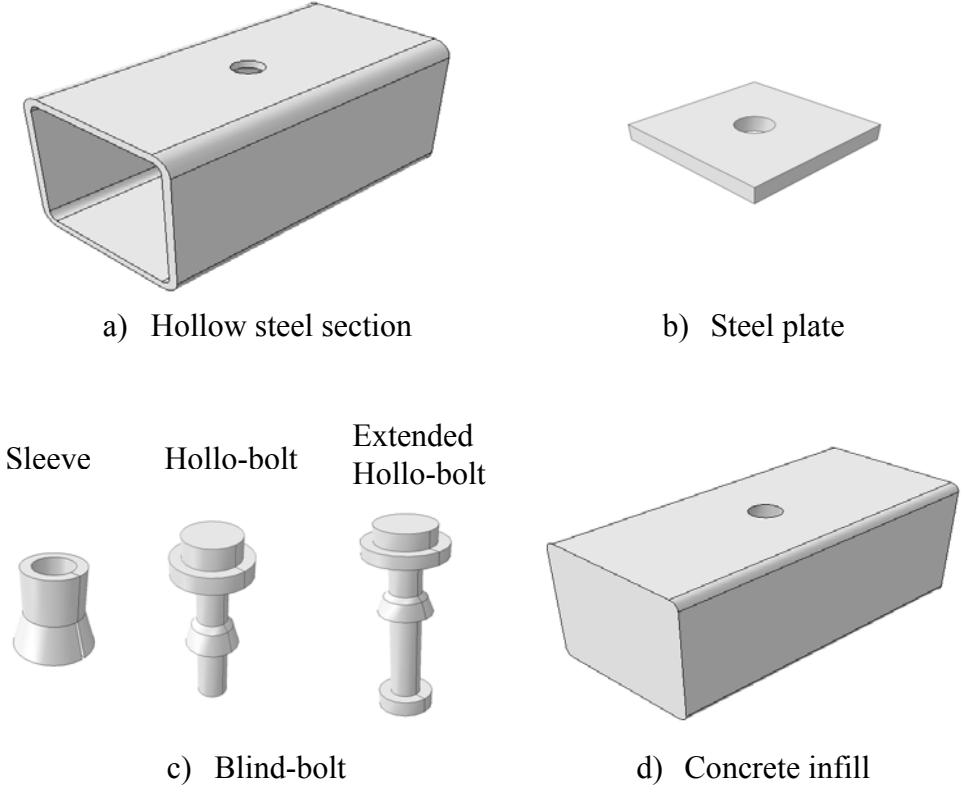 a) Hollow steel section
b) Steel plate
Sleeve
Hollo-bolt
Extended
Hollo-bolt
c) Blind-bolt
d) Concrete infill